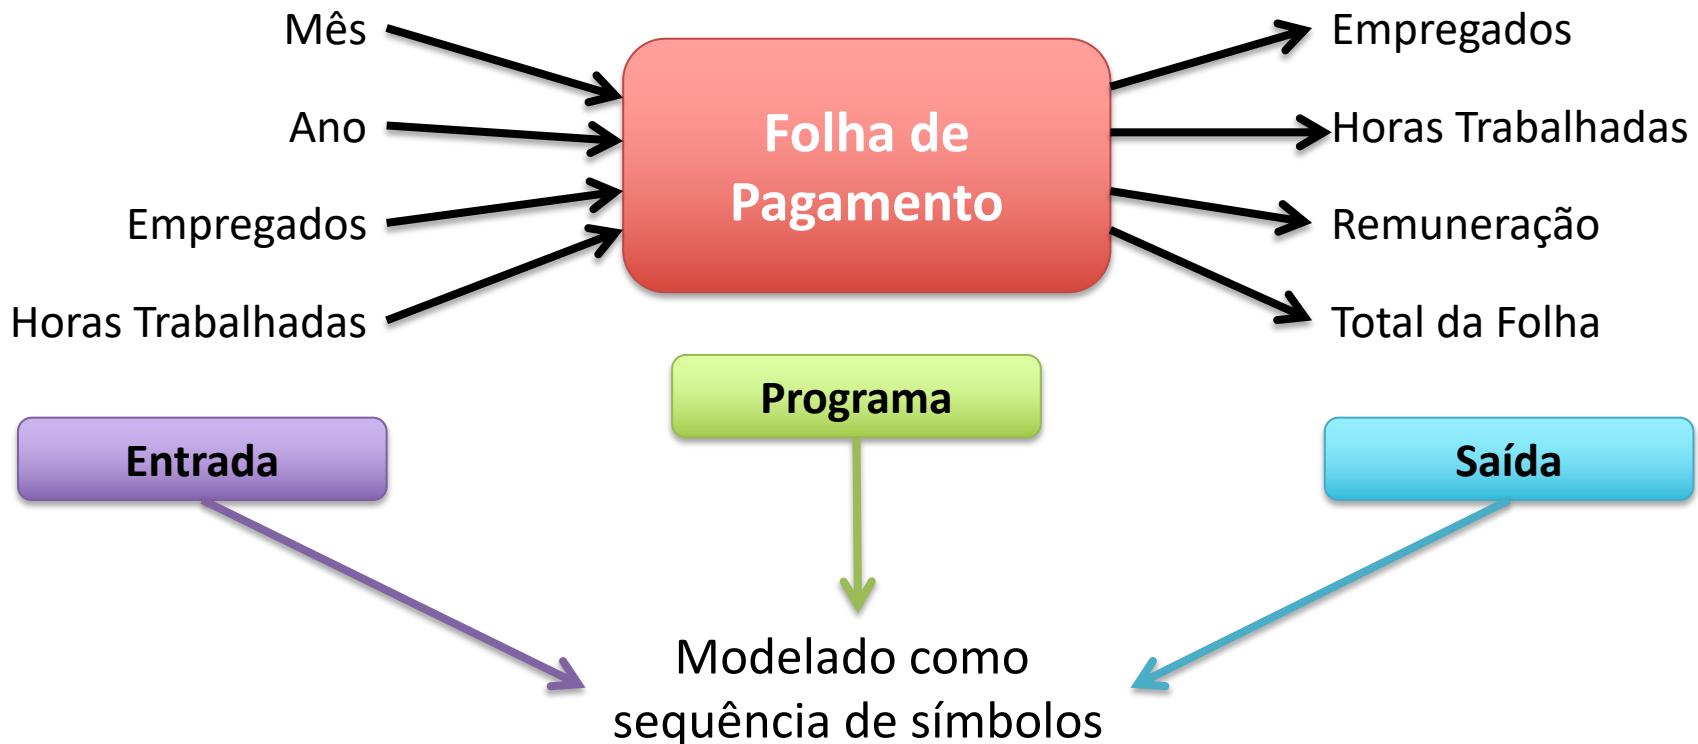 Mês
Ano
Empregados
Horas Trabalhadas
Folha de
Pagamento
Empregados
Horas Trabalhadas
Remuneração
Total da Folha
Entrada
Programa
Saída
Modelado como
sequência de símbolos